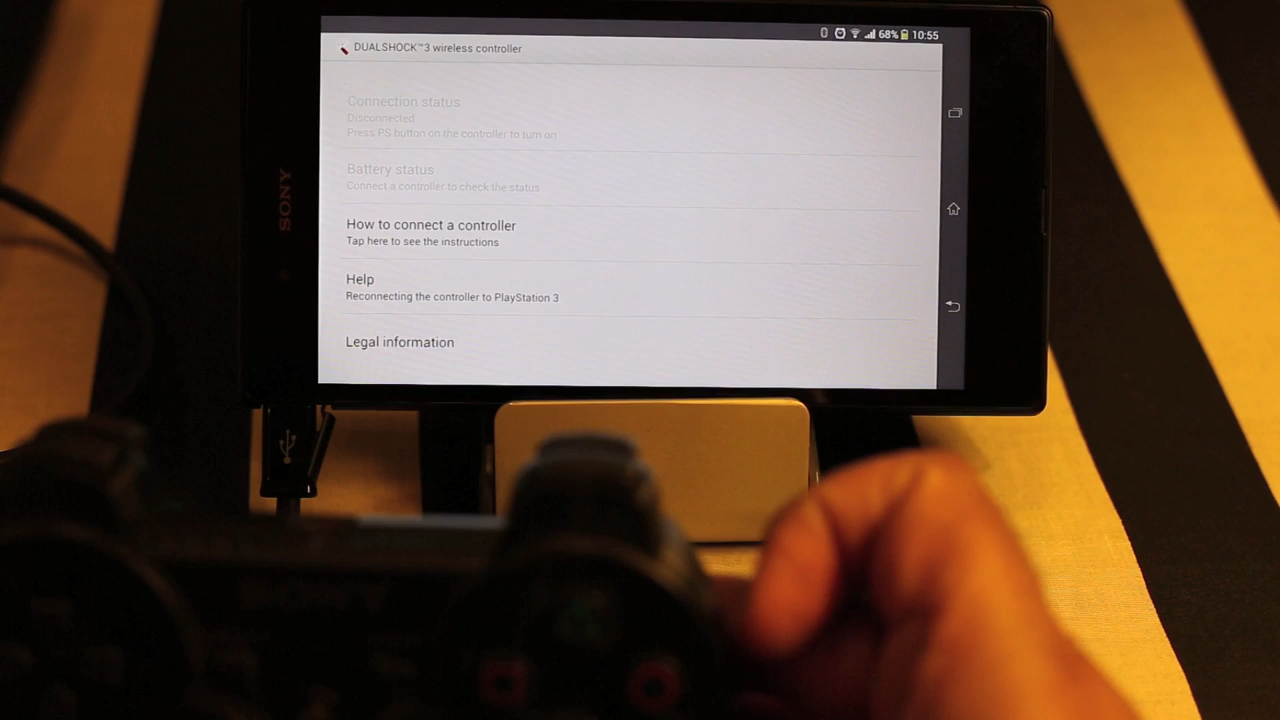 68% 10:55
DUALSHOCK™3 wireless controller
Connection status
Disconnected
Press PS button on the controller to turn on
Battery status
Connect a controller to check the status
How to connect a controller
Tap here to see the instructions
Help
Reconnecting the controller to PlayStation 3
Legal information
SONY